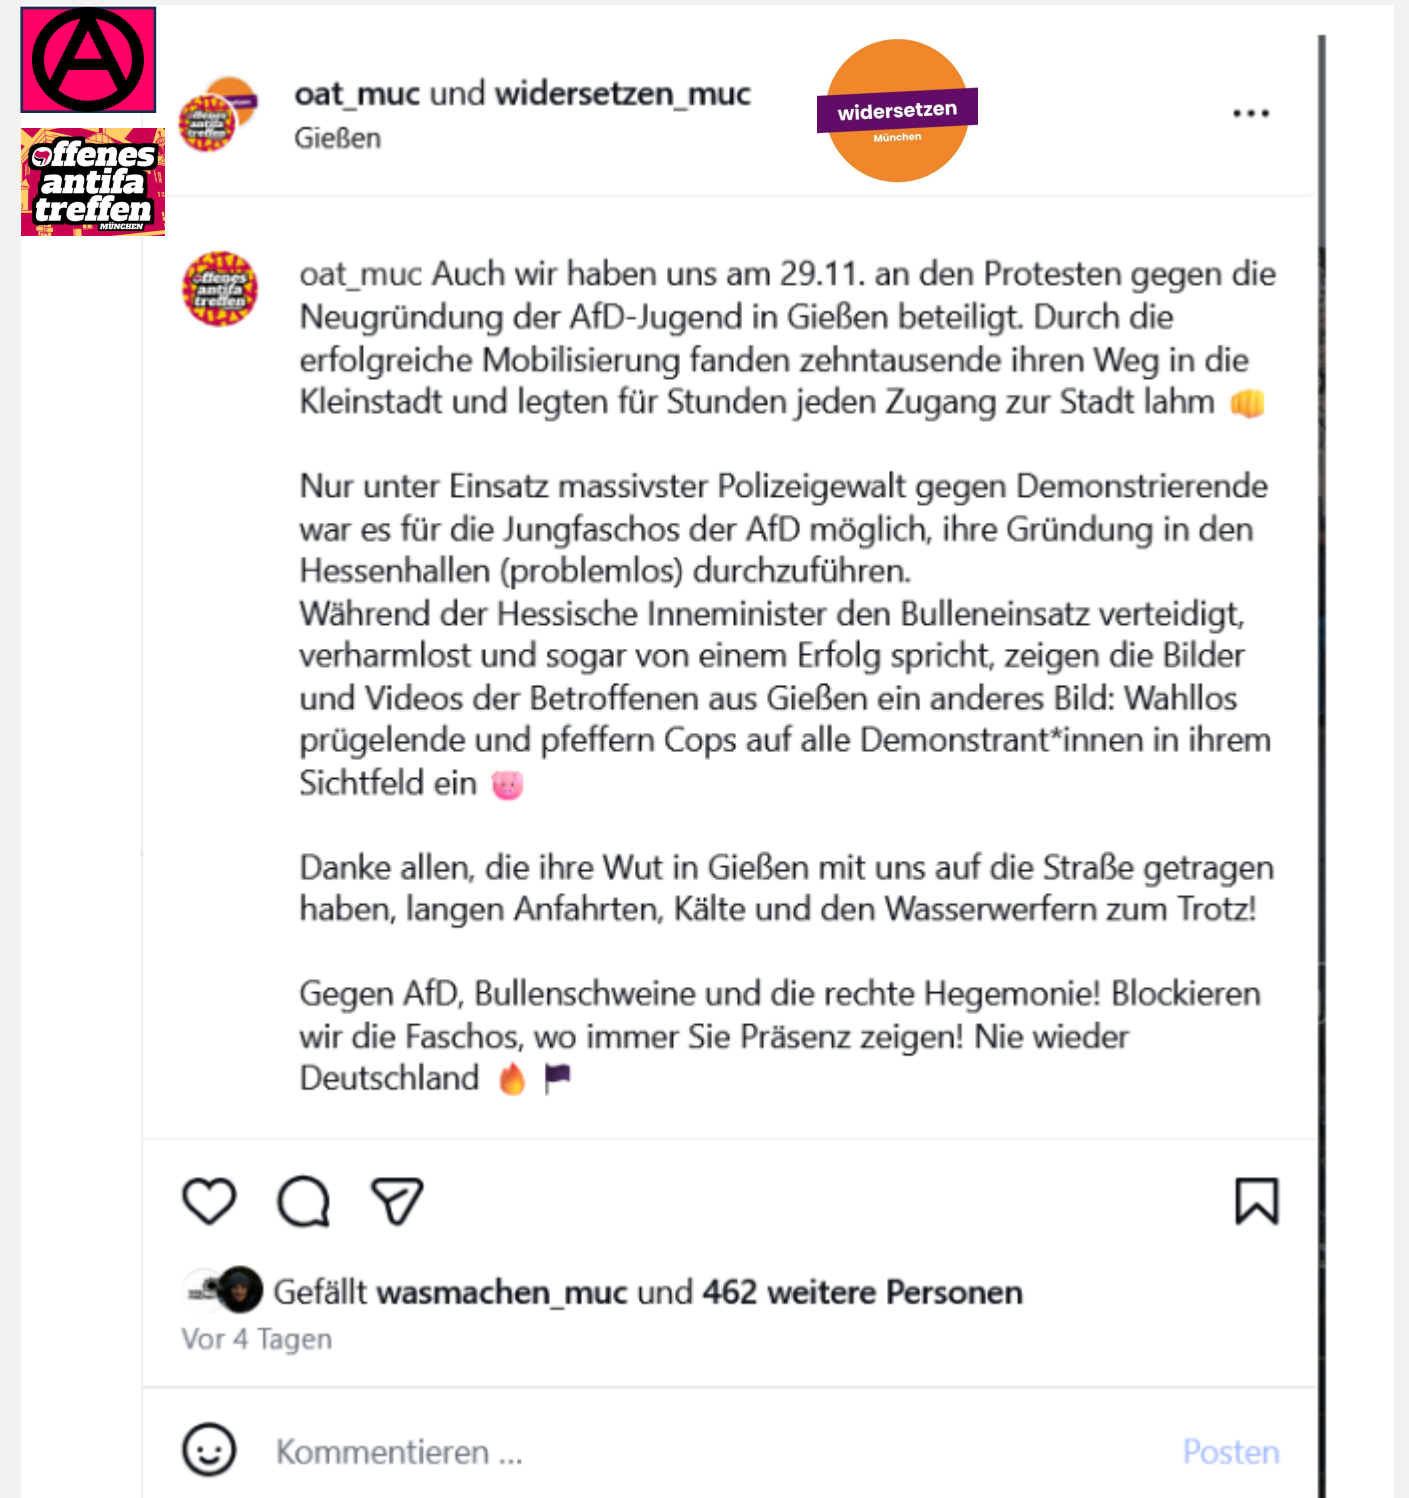 oat_muc und widersetzen_muc
Gießen
widersetzen
München
offenes
antifa
treffen
MÜNCHEN
offenes
antifa
treffen
oat_muc Auch wir haben uns am 29.11. an den Protesten gegen die
Neugründung der AfD-Jugend in Gießen beteiligt. Durch die
erfolgreiche Mobilisierung fanden zehntausende ihren Weg in die
Kleinstadt und legten für Stunden jeden Zugang zur Stadt lahm 👊
Nur unter Einsatz massivster Polizeigewalt gegen Demonstrierende
war es für die Jungfaschos der AfD möglich, ihre Gründung in den
Hessenhallen (problemlos) durchzuführen.
Während der Hessische Inneminister den Bulleneinsatz verteidigt,
verharmlost und sogar von einem Erfolg spricht, zeigen die Bilder
und Videos der Betroffenen aus Gießen ein anderes Bild: Wahllos
prügelende und pfeffern Cops auf alle Demonstrant*innen in ihrem
Sichtfeld ein 🐷
Danke allen, die ihre Wut in Gießen mit uns auf die Straße getragen
haben, langen Anfahrten, Kälte und den Wasserwerfern zum Trotz!
Gegen AfD, Bullenschweine und die rechte Hegemonie! Blockieren
wir die Faschos, wo immer Sie Präsenz zeigen! Nie wieder
Deutschland 🔥 🏴
Gefällt wasmachen_muc und 462 weitere Personen
Vor 4 Tagen
Kommentieren ...
Posten